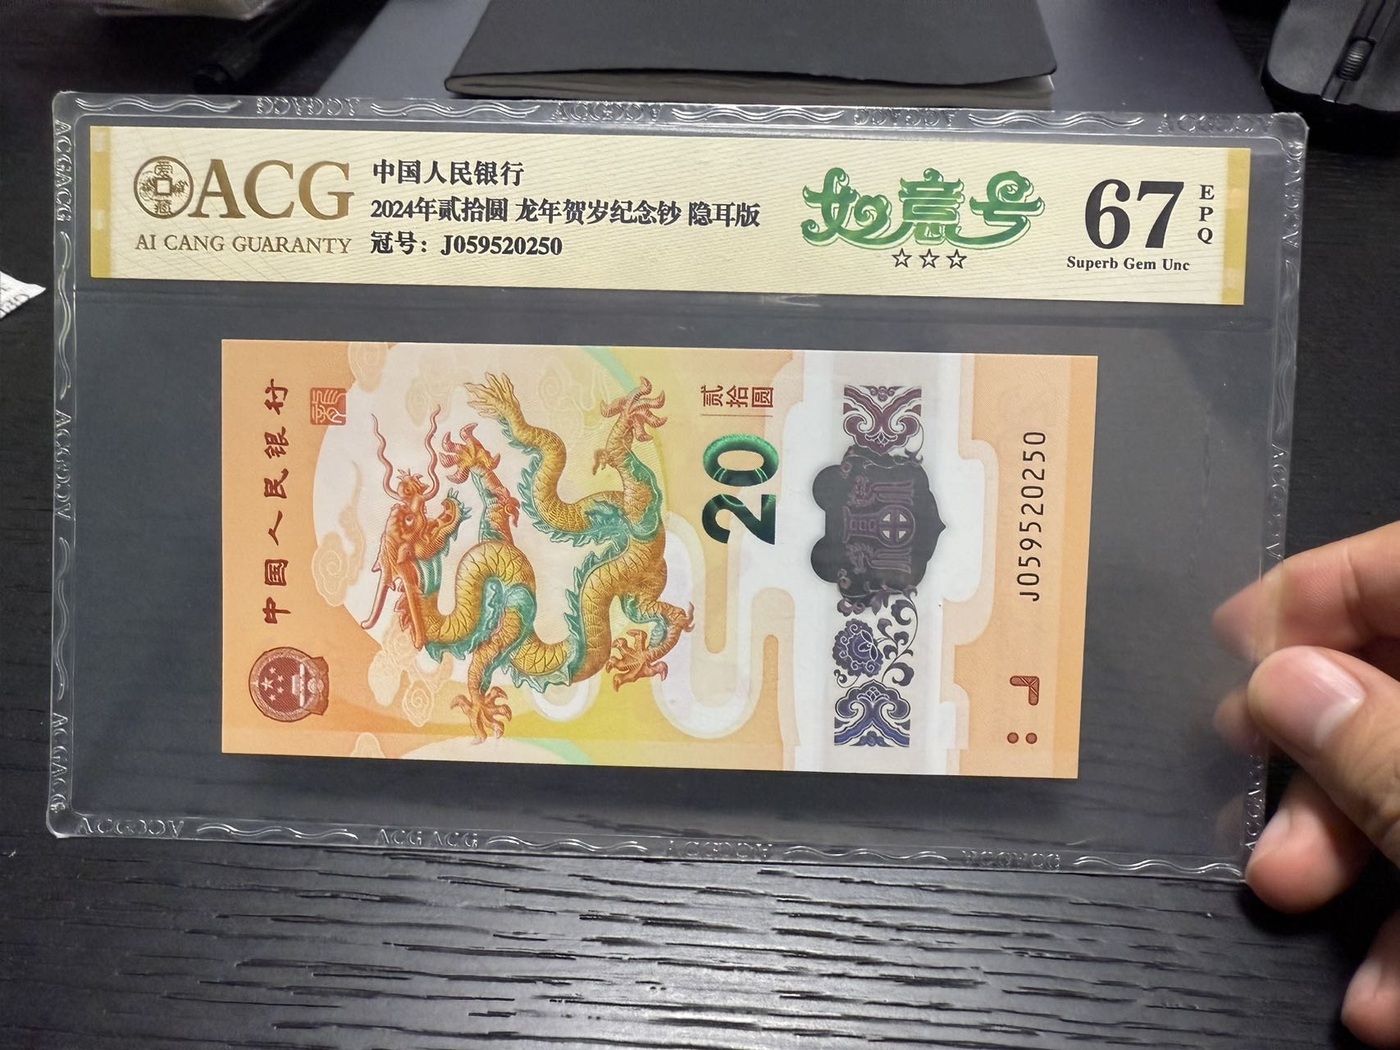 ACG
AI CANG GUARANTY
中国人民银行
2024年贰拾圆 龙年贺岁纪念钞 隐耳版
冠号：J059520250
如意号
☆☆☆
67
EPQ
Superb Gem Unc
中国人民银行
贰拾圆
20
J059520250
ACG ACG